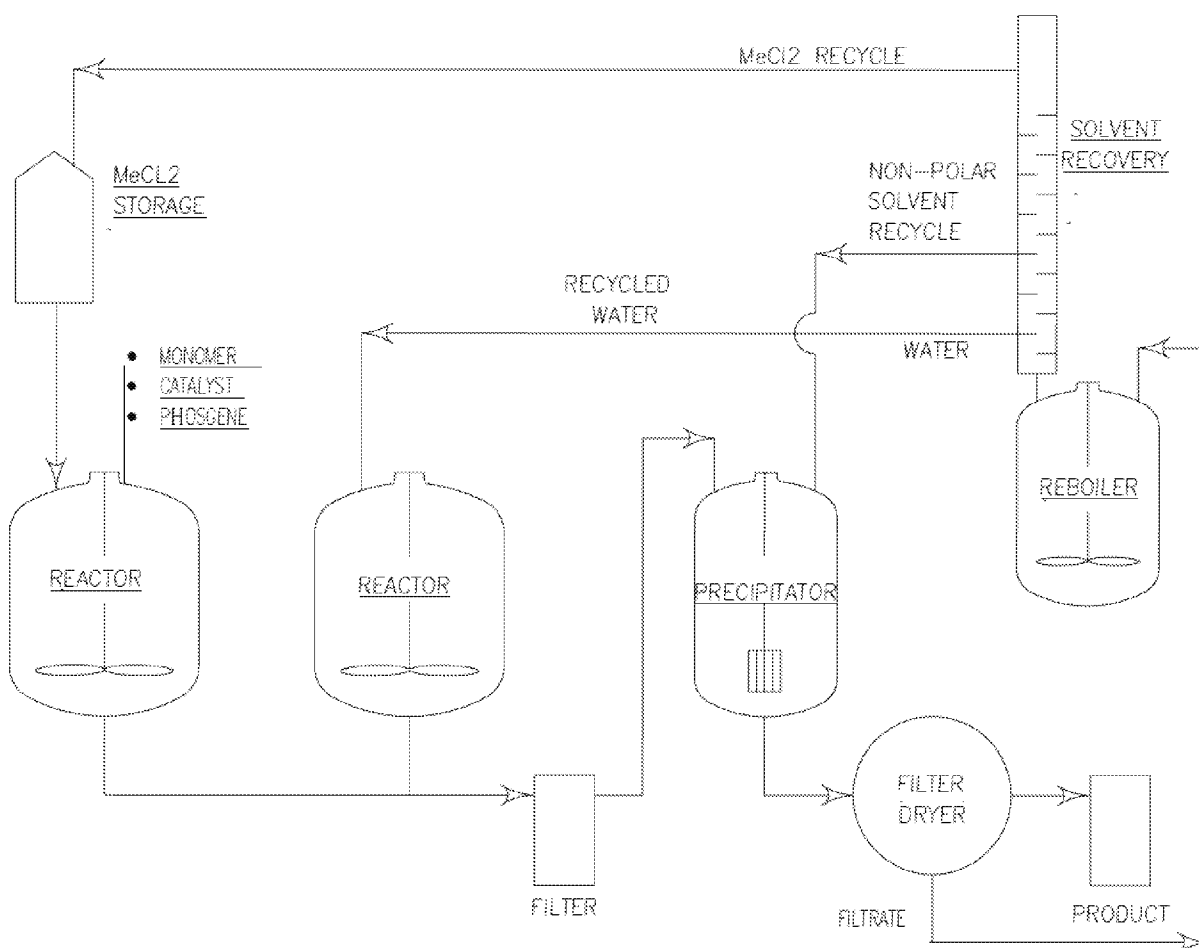 MeCl2 RECYCLE
SOLVENT
RECOVERY
MeCL2
STORAGE
NON-POLAR
SOLVENT
RECYCLE
RECYCLED
WATER
WATER
MONOMER
CATALYST
PHOSGENE
REBOILER
REACTOR
REACTOR
PRECIPITATOR
FILTER
DRYER
FILTER
FILTRATE
PRODUCT